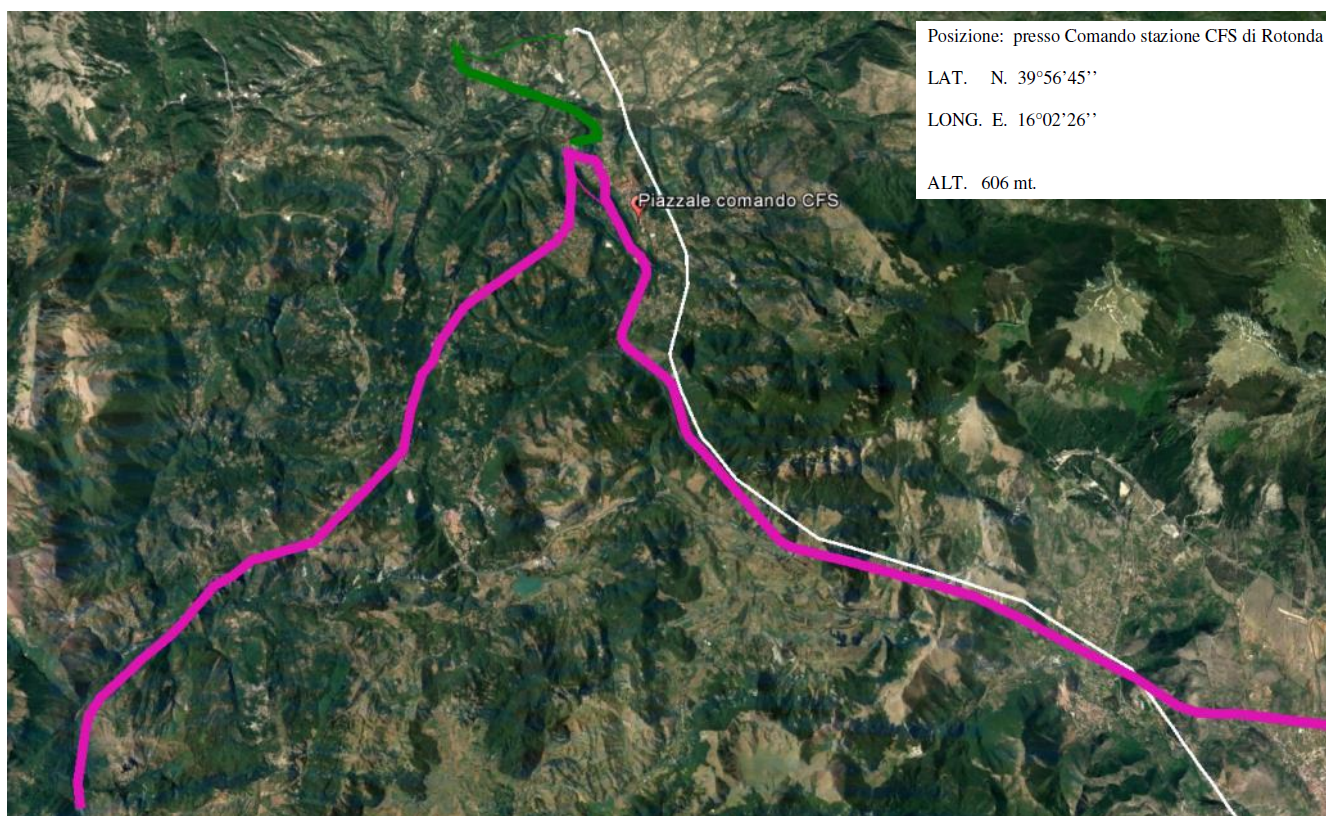 Posizione:  presso Comando stazione CFS di Rotonda
LAT.     N.  39°56'45''
LONG.  E.  16°02'26''
ALT.   606 mt.
Piazzale comando CFS